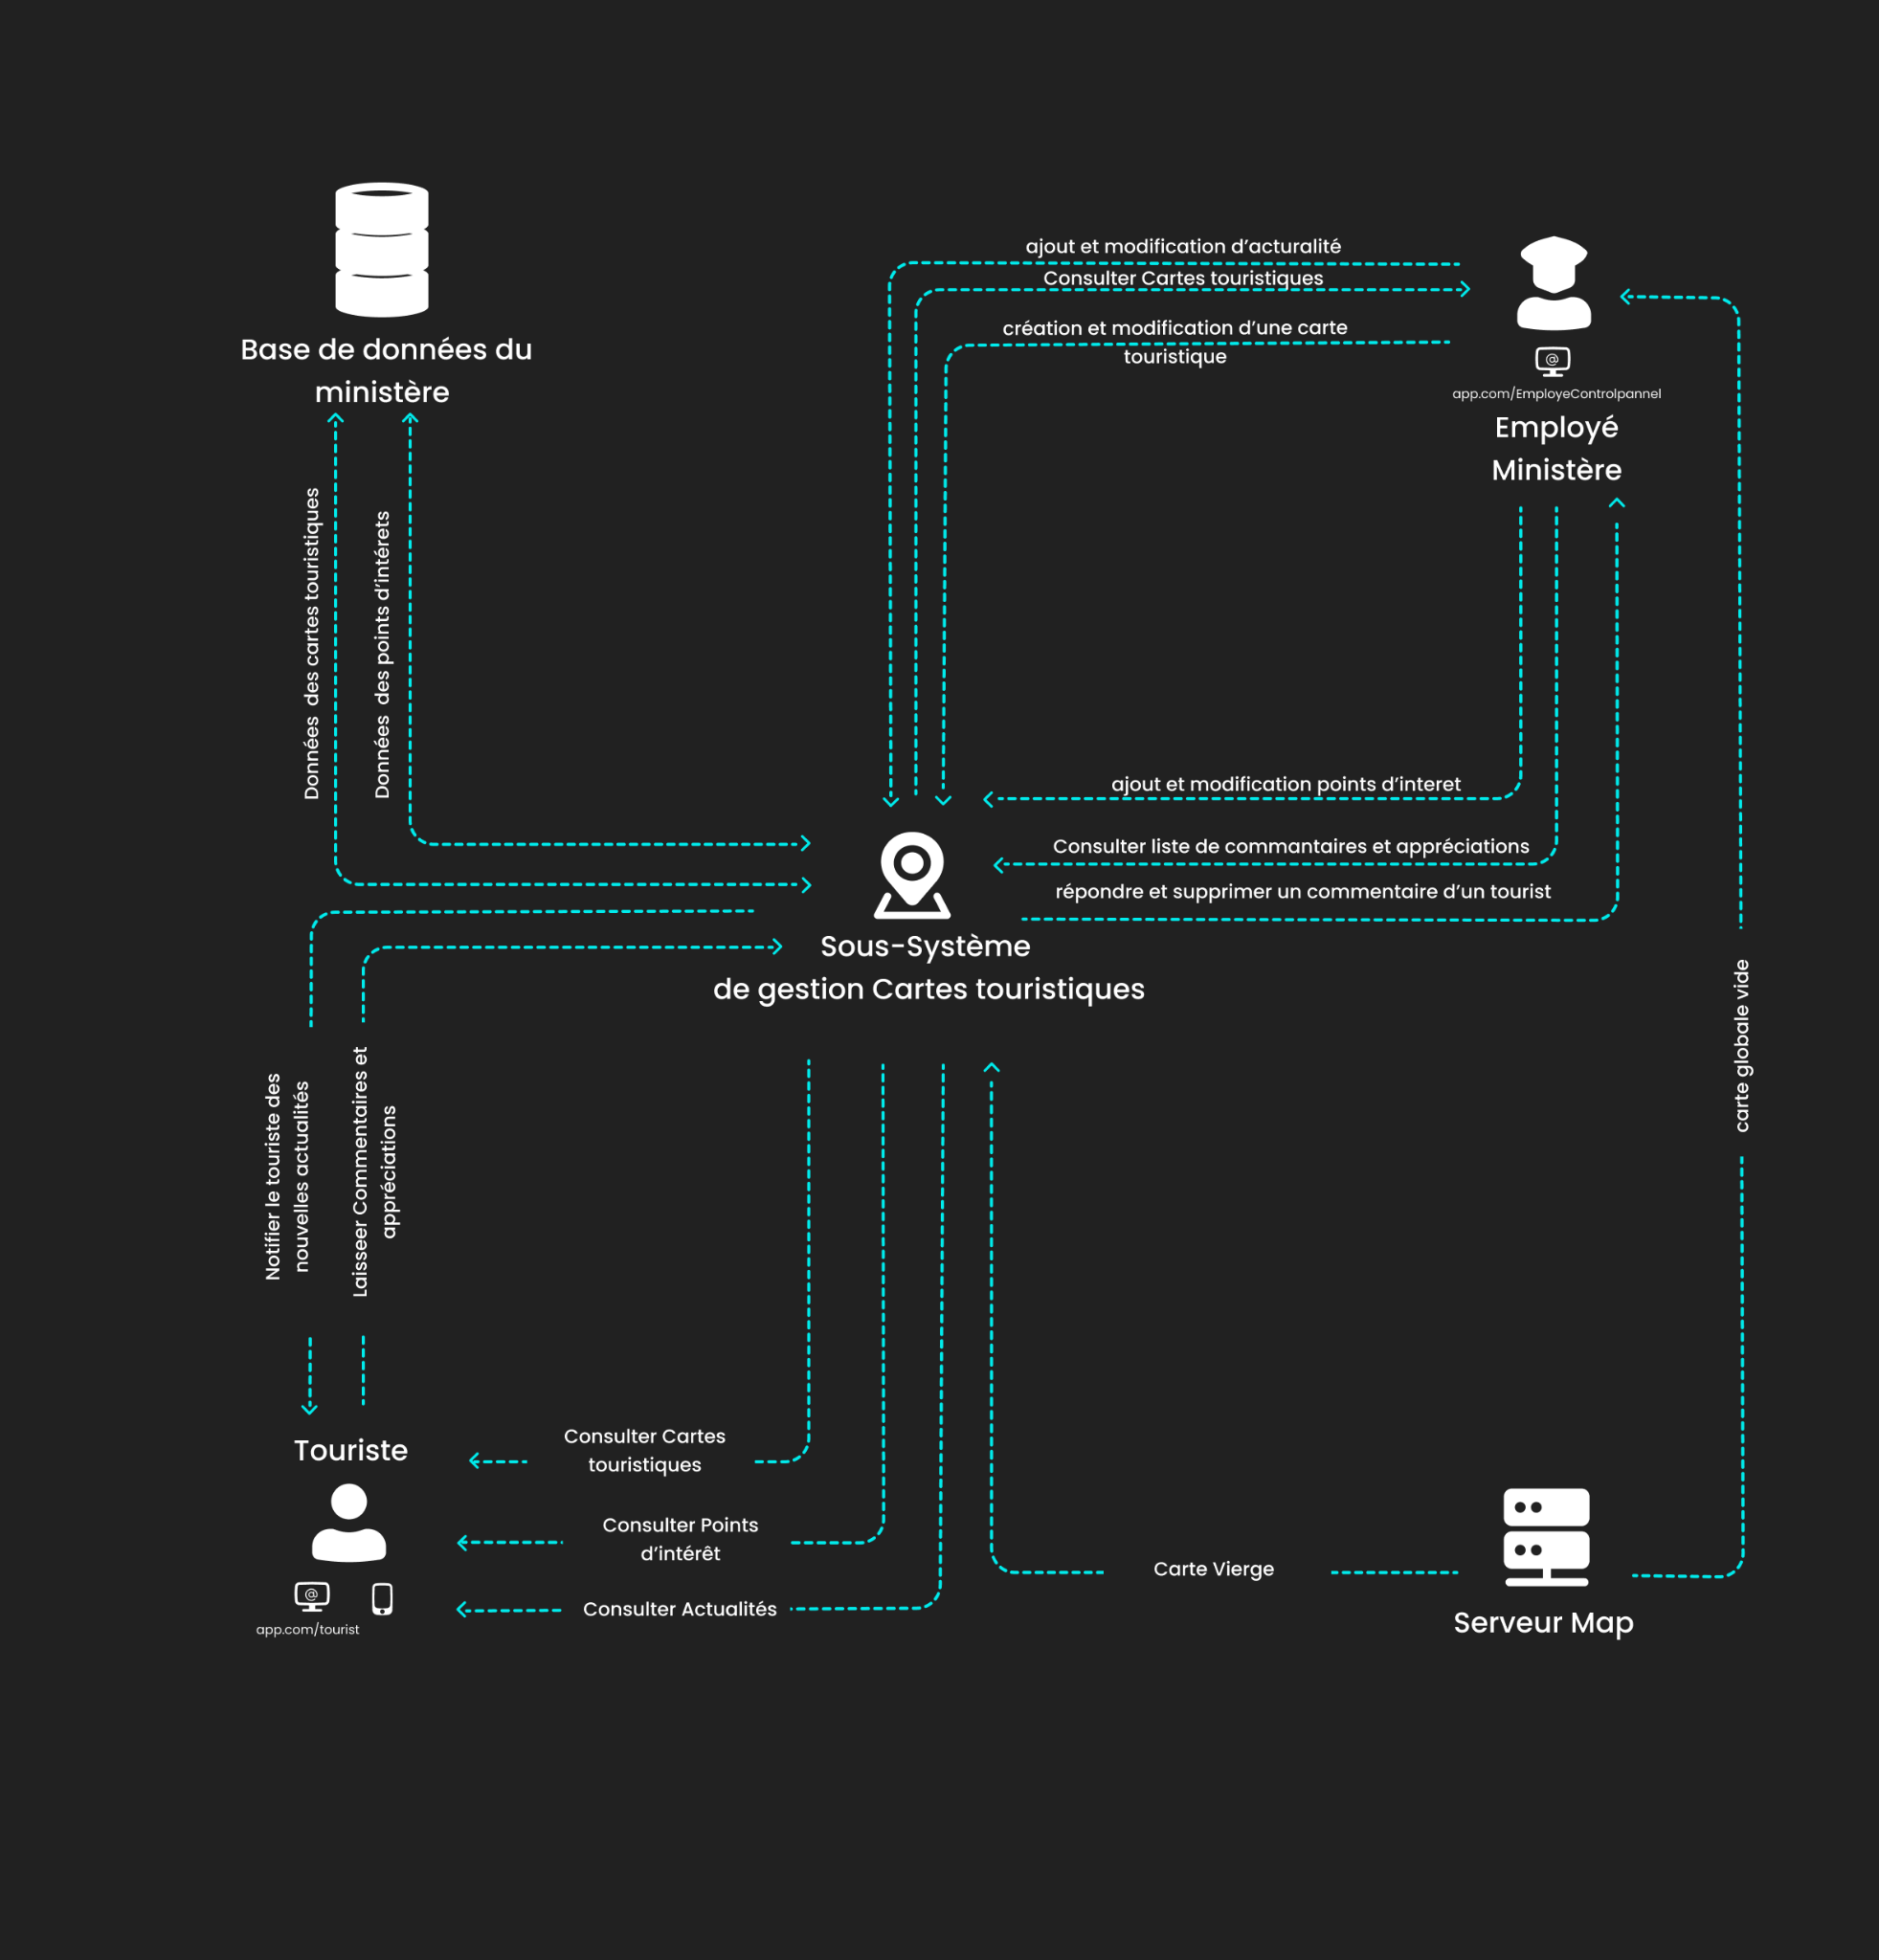 Base de données du
ministère
ajout et modification d'acturalité
Consulter Cartes touristiques
création et modification d'une carte
touristique
@
app.com/EmployeControlpannel
Employé
Ministère
Données des cartes touristiques
Données des points d'intérets
ajout et modification points d'interet
Consulter liste de commantaires et appréciations
répondre et supprimer un commentaire d'un tourist
Sous-Système
de gestion Cartes touristiques
carte globale vide
Notifier le touriste des
nouvelles actualités
Laisseer Commentaires et
appréciations
Touriste
@
app.com/tourist
Consulter Cartes
touristiques
Consulter Points
d'intérêt
Consulter Actualités
Carte Vierge
Serveur Map